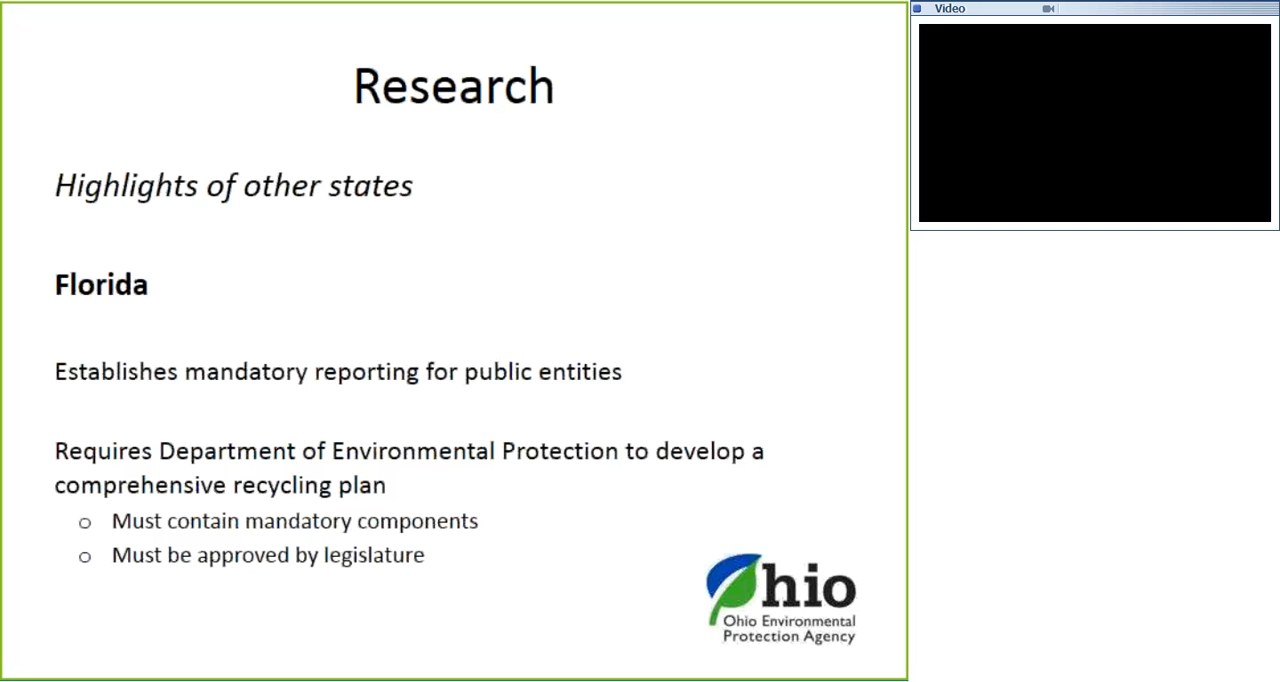 Research
Highlights of other states
Florida
Establishes mandatory reporting for public entities
Requires Department of Environmental Protection to develop a
comprehensive recycling plan
o Must contain mandatory components
o Must be approved by legislature
Ohio
Ohio Environmental
Protection Agency
Video